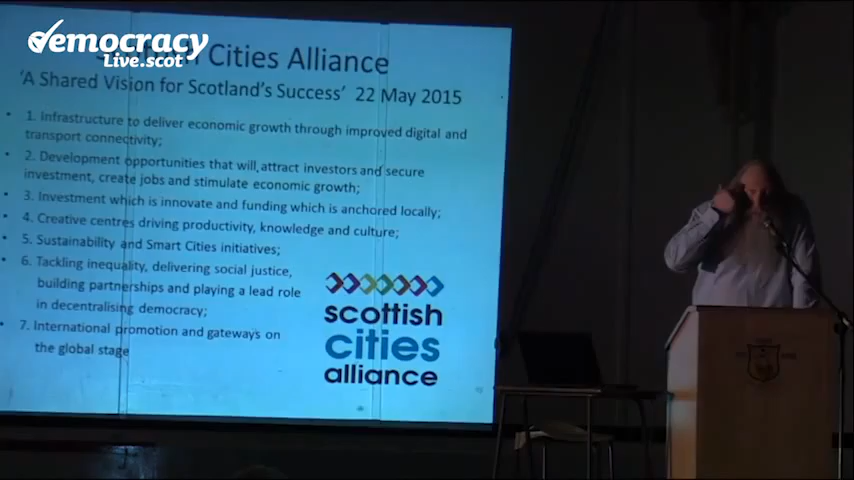 democracy
Live.scot
Scottish Cities Alliance
'A Shared Vision for Scotland's Success' 22 May 2015
• 1. Infrastructure to deliver economic growth through improved digital and
transport connectivity;
• 2. Development opportunities that will attract investors and secure
investment, create jobs and stimulate economic growth;
• 3. Investment which is innovate and funding which is anchored locally;
• 4. Creative centres driving productivity, knowledge and culture;
• 5. Sustainability and Smart Cities initiatives;
• 6. Tackling inequality, delivering social justice,
building partnerships and playing a lead role
in decentralising democracy;
• 7. International promotion and gateways on
the global stage
scottish
cities
alliance